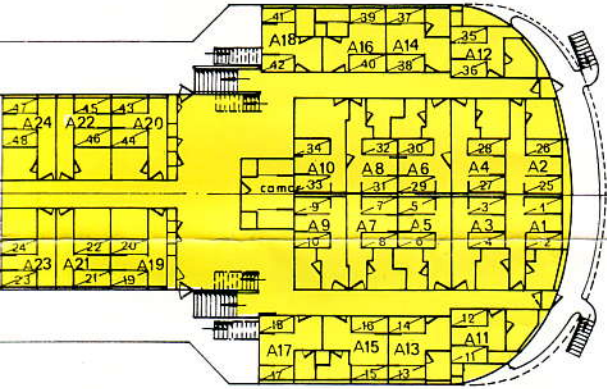 41 39 37 35
A18 A16 A14 A12
42 40 38 36
47 45 43
A24 A22 A20
48 46 44
34 32 30 28 26
A10 A8 A6 A4 A2
33 31 29 27 25
9 7 5 3 1
A9 A7 A5 A3 A1
10 8 6 4 2
24 22 20
A23 A21 A19
23 21 19
18 16 14 12
A17 A15 A13 A11
17 15 13 11